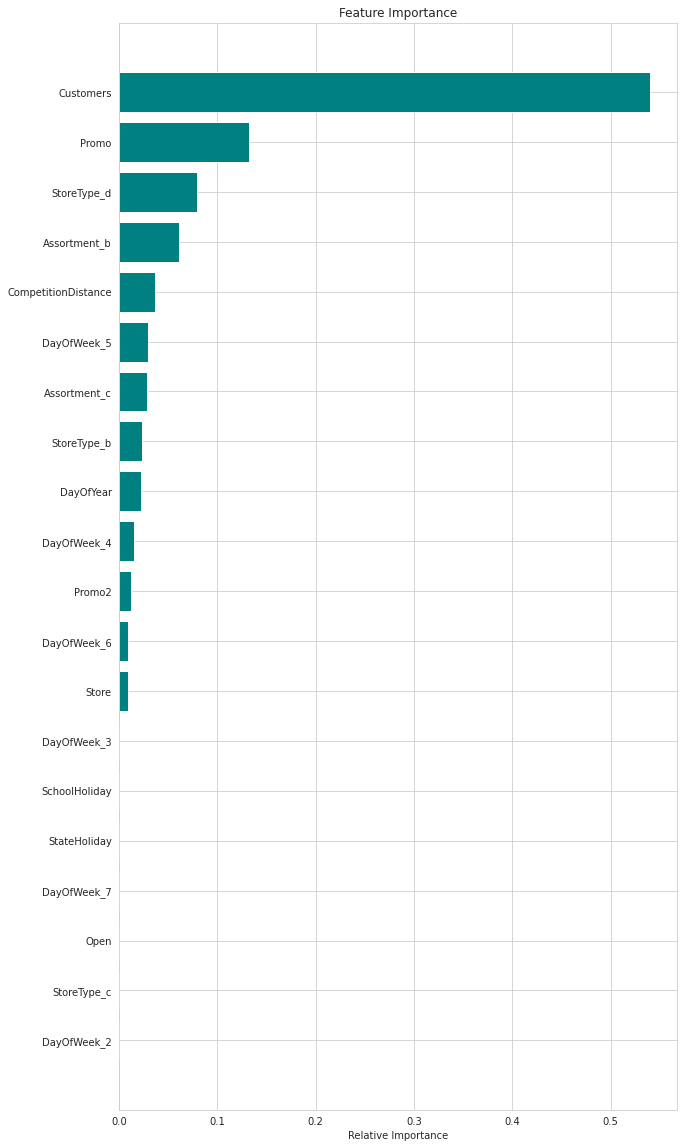 Feature Importance
Customers
Promo
StoreType_d
Assortment_b
CompetitionDistance
DayOfWeek_5
Assortment_c
StoreType_b
DayOfYear
DayOfWeek_4
Promo2
DayOfWeek_6
Store
DayOfWeek_3
SchoolHoliday
StateHoliday
DayOfWeek_7
Open
StoreType_c
DayOfWeek_2
0.0 0.1 0.2 0.3 0.4 0.5
Relative Importance